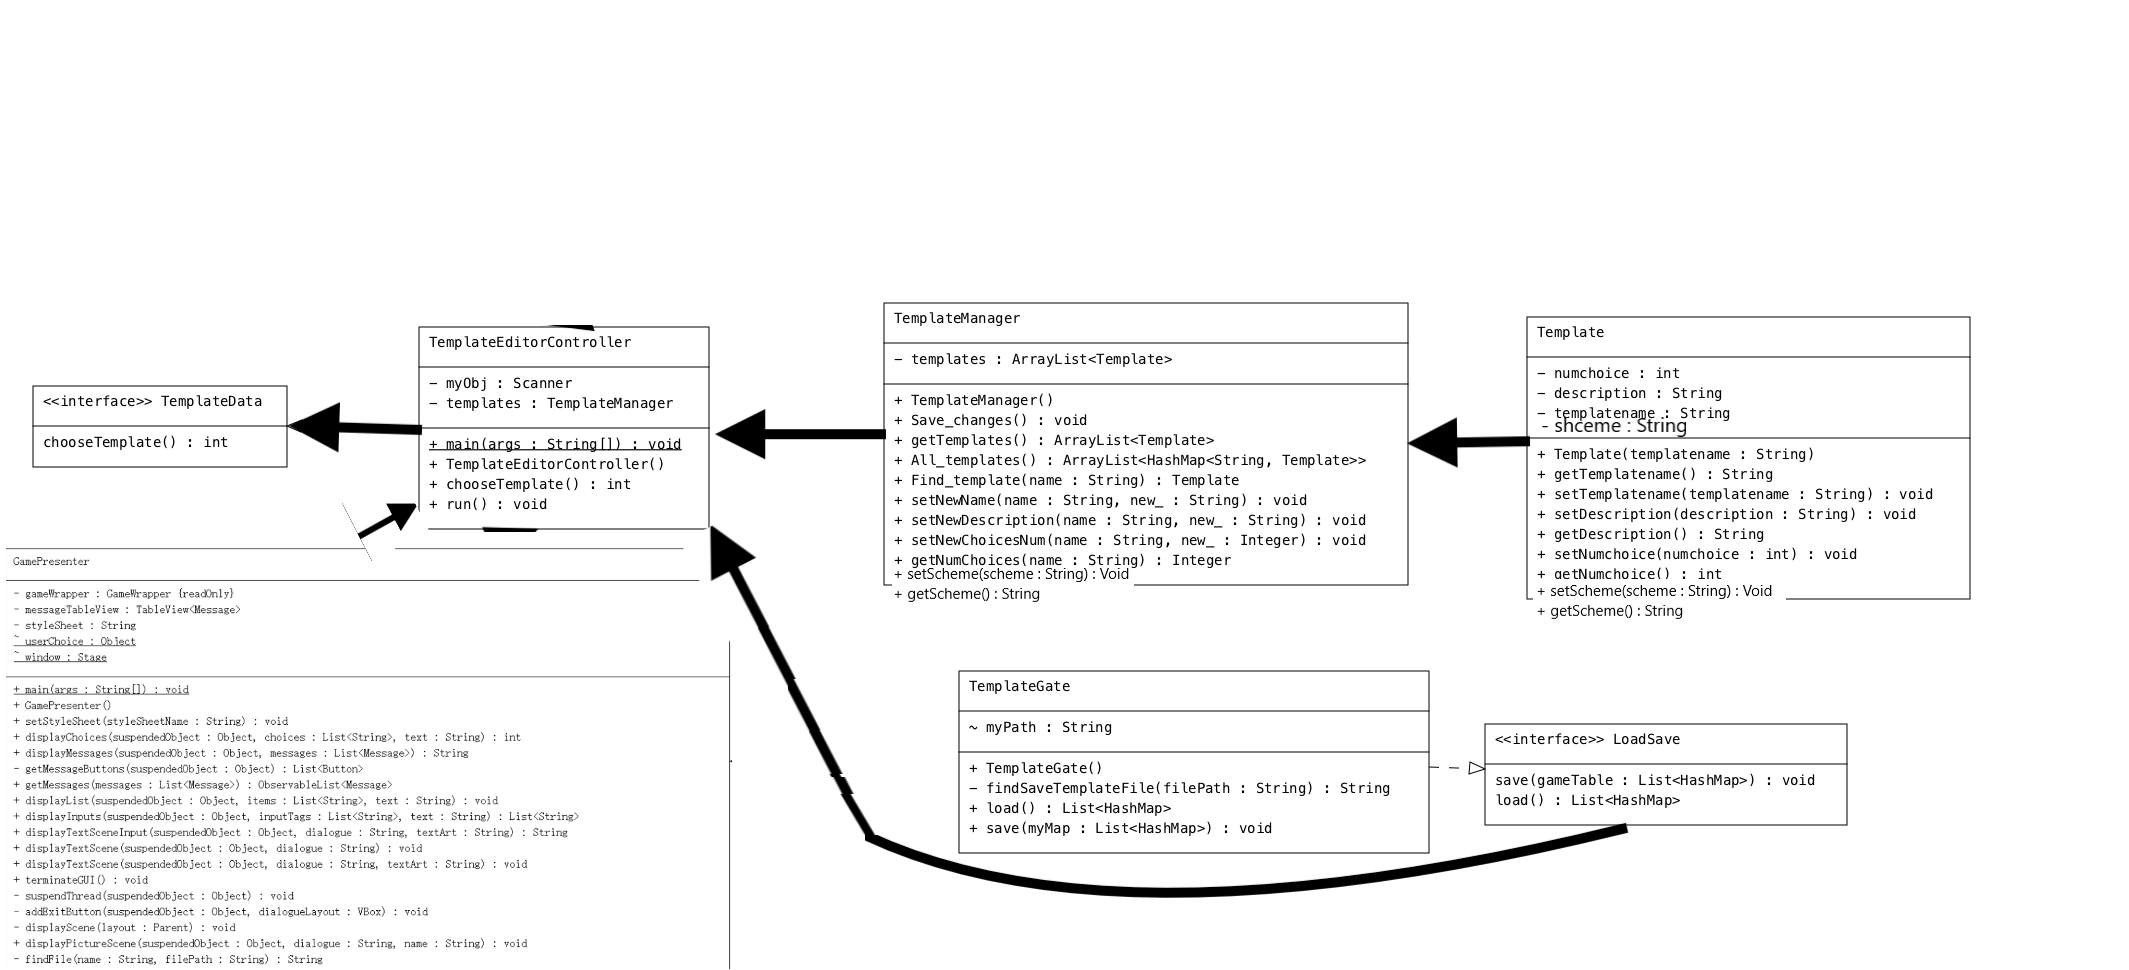 <<interface>> TemplateData
chooseTemplate() : int
TemplateEditorController
− myObj : Scanner
− templates : TemplateManager
+ main(args : String[]) : void
+ TemplateEditorController()
+ chooseTemplate() : int
+ run() : void
TemplateManager
− templates : ArrayList<Template>
+ TemplateManager()
+ Save_changes() : void
+ getTemplates() : ArrayList<Template>
+ All_templates() : ArrayList<HashMap<String, Template>>
+ Find_template(name : String) : Template
+ setNewName(name : String, new_ : String) : void
+ setNewDescription(name : String, new_ : String) : void
+ setNewChoicesNum(name : String, new_ : Integer) : void
+ getNumChoices(name : String) : Integer
+ setScheme(scheme : String) : Void
+ getScheme() : String
Template
− numchoice : int
− description : String
− templatename : String
- shceme : String
+ Template(templatename : String)
+ getTemplatename() : String
+ setTemplatename(templatename : String) : void
+ setDescription(description : String) : void
+ getDescription() : String
+ setNumchoice(numchoice : int) : void
+ getNumchoice() : int
+ setScheme(scheme : String) : Void
+ getScheme() : String
GamePresenter
- gameWrapper : GameWrapper {readOnly}
- messageTableView : TableView<Message>
- styleSheet : String
~ userChoice : Object
~ window : Stage
+ main(args : String[]) : void
+ GamePresenter()
+ setStyleSheet(styleSheetName : String) : void
+ displayChoices(suspendedObject : Object, choices : List<String>, text : String) : int
+ displayMessages(suspendedObject : Object, messages : List<Message>) : String
- getMessageButtons(suspendedObject : Object) : List<Button>
+ getMessages(messages : List<Message>) : ObservableList<Message>
+ displayList(suspendedObject : Object, items : List<String>, text : String) : void
+ displayInputs(suspendedObject : Object, inputTags : List<String>, text : String) : List<String>
+ displayTextSceneInput(suspendedObject : Object, dialogue : String, textArt : String) : String
+ displayTextScene(suspendedObject : Object, dialogue : String) : void
+ displayTextScene(suspendedObject : Object, dialogue : String, textArt : String) : void
+ terminateGUI() : void
- suspendThread(suspendedObject : Object) : void
- addExitButton(suspendedObject : Object, dialogueLayout : VBox) : void
- displayScene(layout : Parent) : void
+ displayPictureScene(suspendedObject : Object, dialogue : String, name : String) : void
- findFile(name : String, filePath : String) : String
TemplateGate
~ myPath : String
+ TemplateGate()
− findSaveTemplateFile(filePath : String) : String
+ load() : List<HashMap>
+ save(myMap : List<HashMap>) : void
<<interface>> LoadSave
save(gameTable : List<HashMap>) : void
load() : List<HashMap>